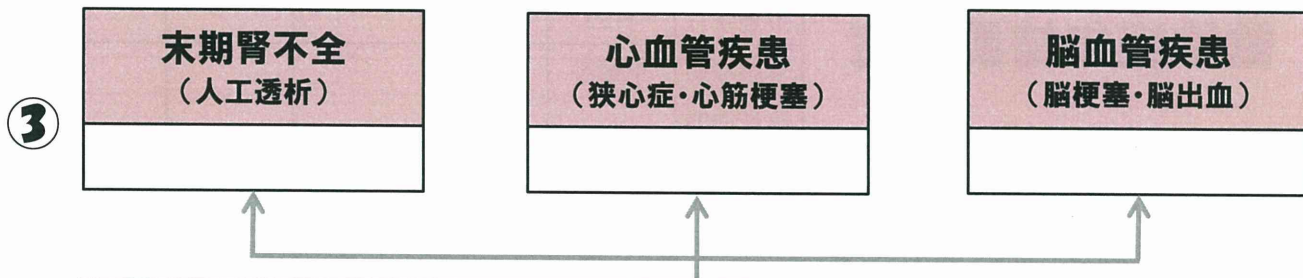 末期腎不全
（人工透析）
心血管疾患
（狭心症・心筋梗塞）
脳血管疾患
（脳梗塞・脳出血）
③